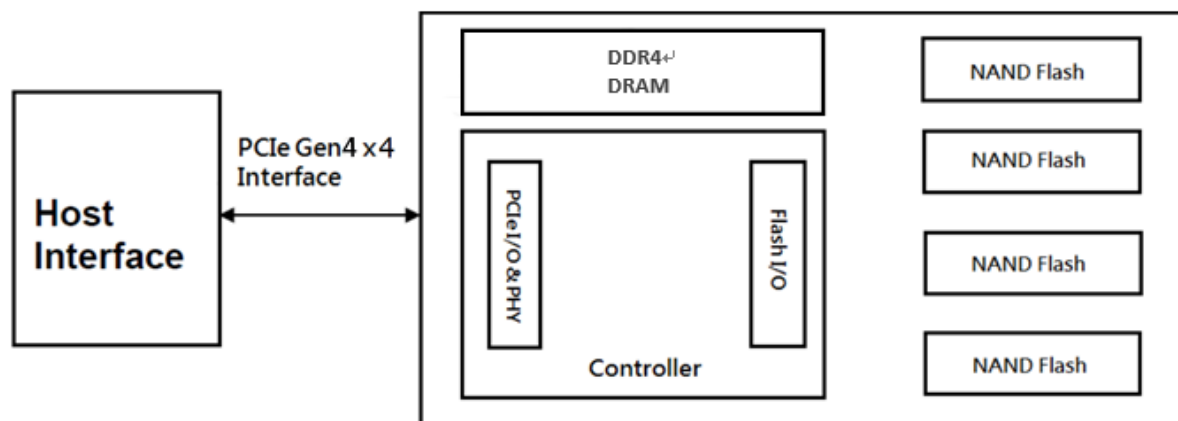 Host
Interface
PCIe Gen4 x4
Interface
DDR4↵
DRAM
PCIe I/O & PHY
Flash I/O
Controller
NAND Flash
NAND Flash
NAND Flash
NAND Flash